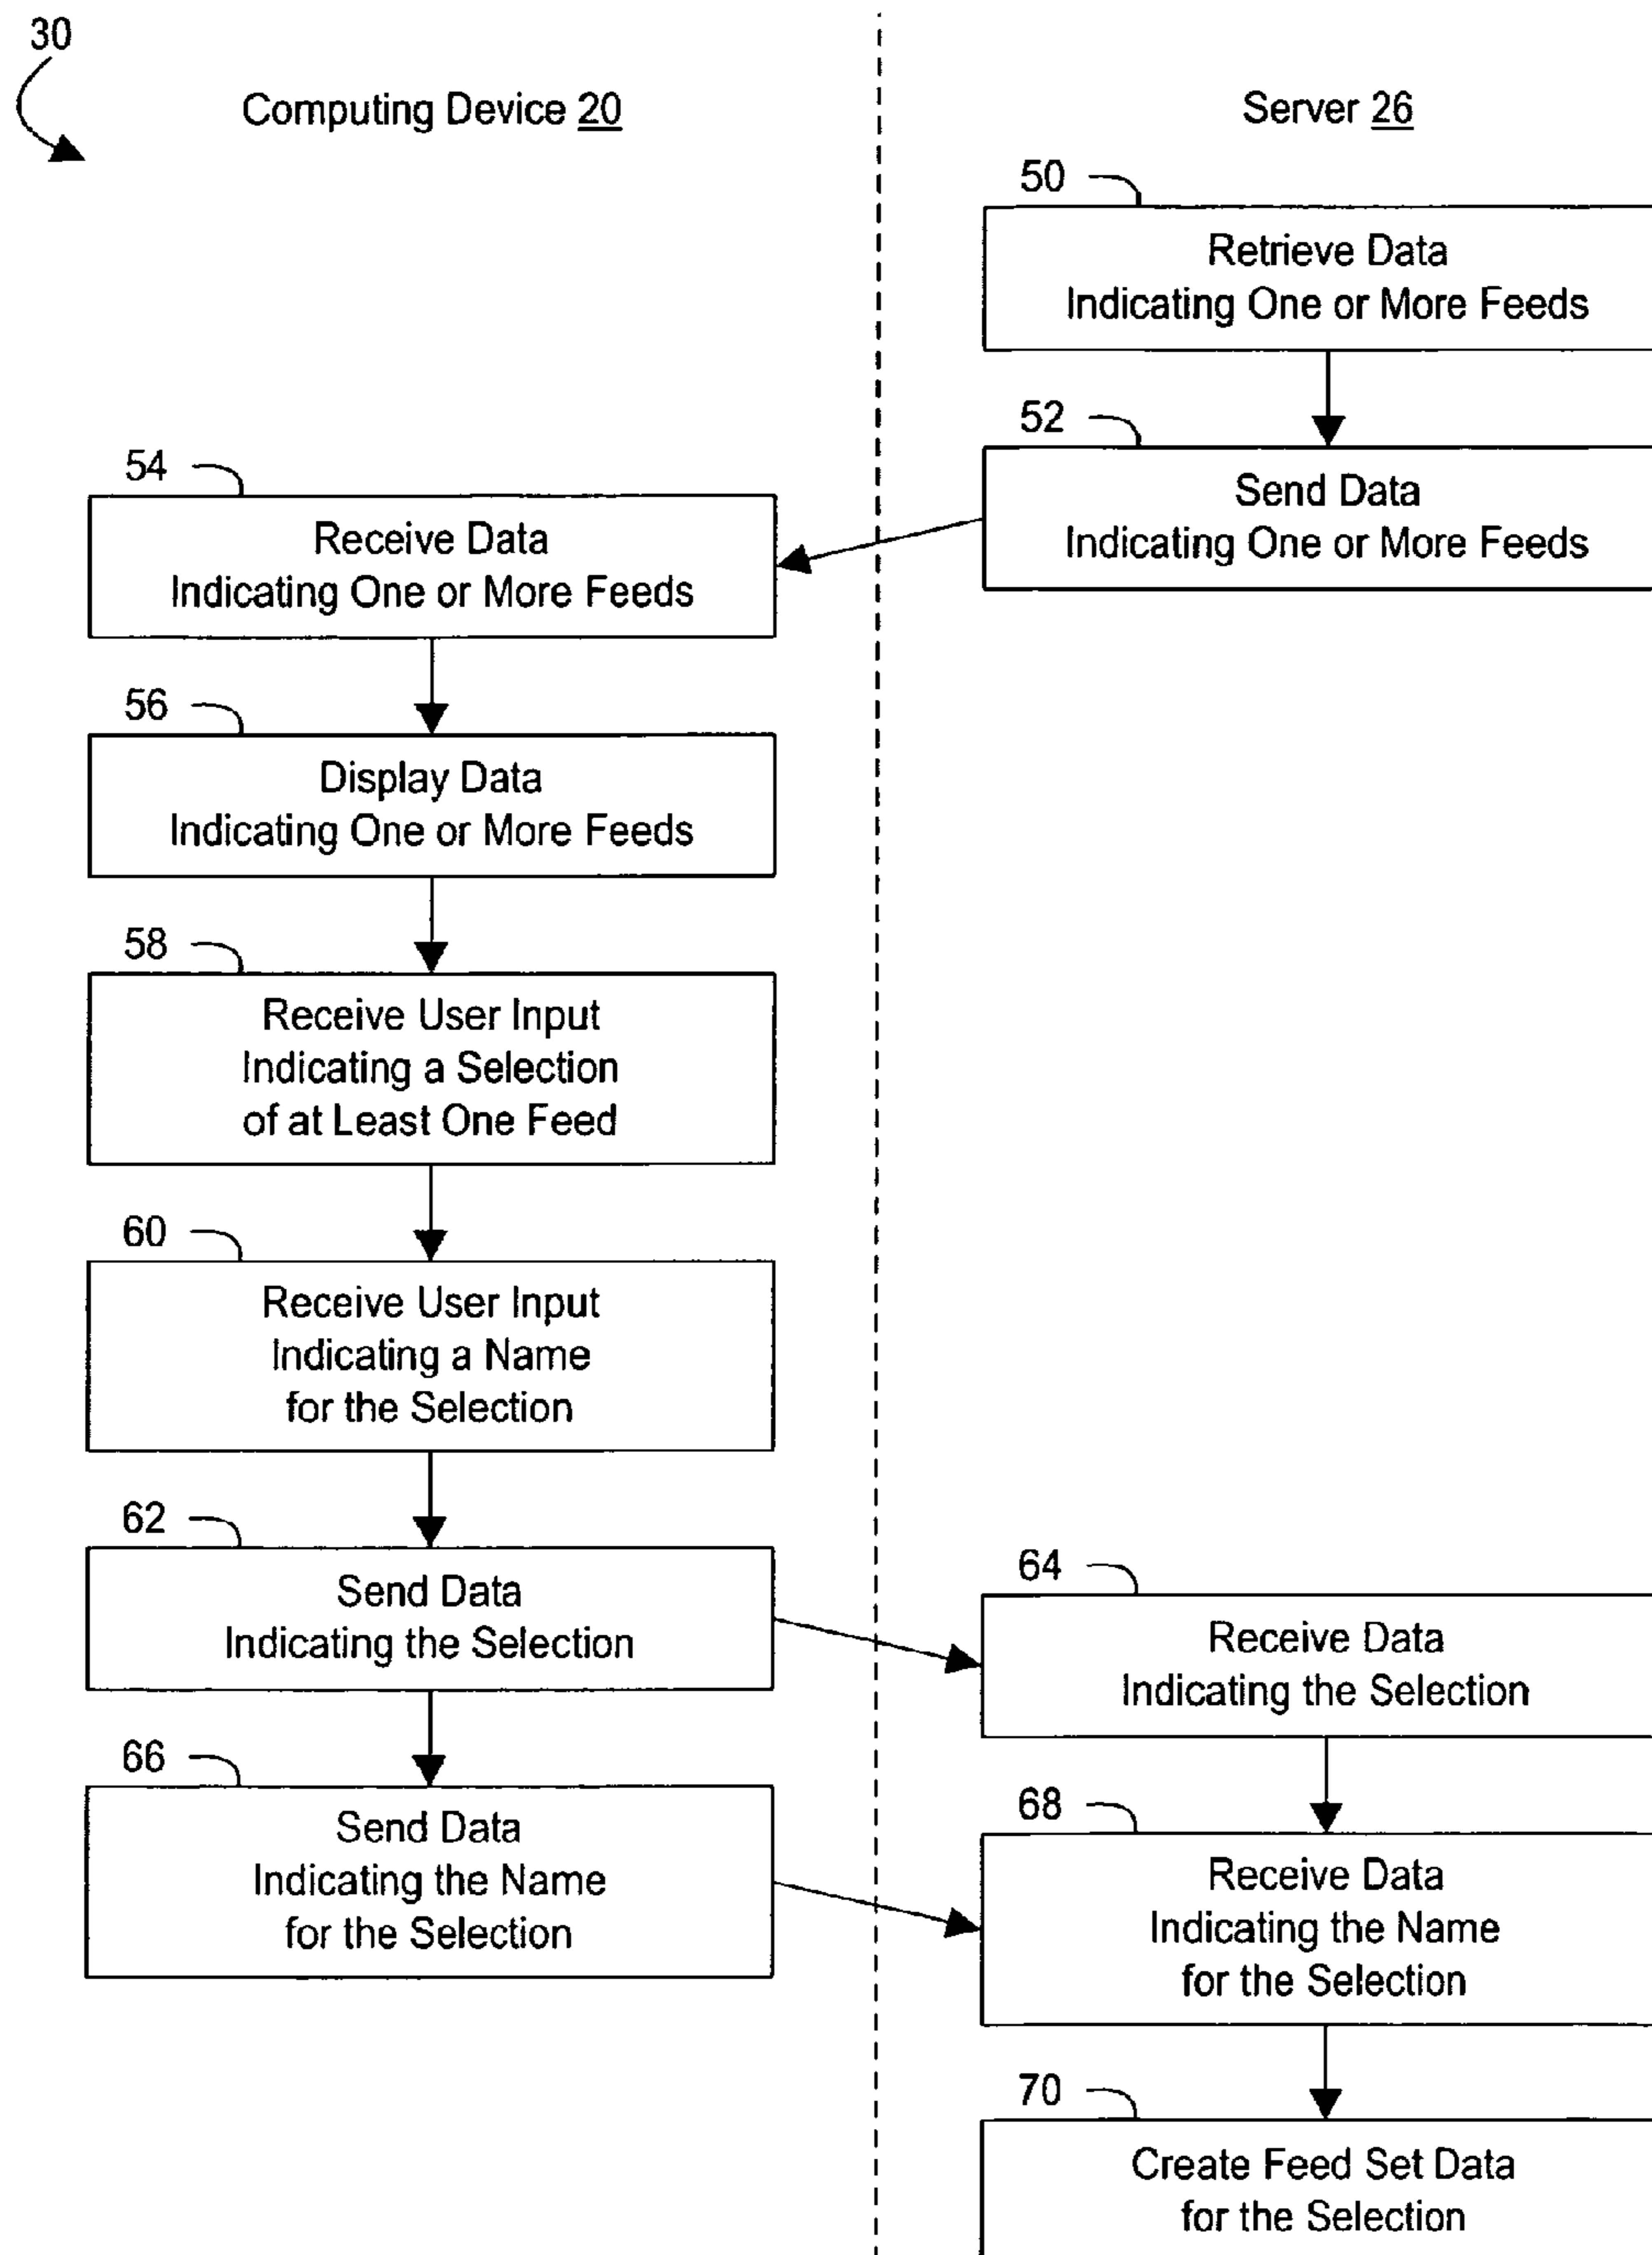 30
Computing Device 20
Server 26
50
Retrieve Data
Indicating One or More Feeds
52
Send Data
Indicating One or More Feeds
54
Receive Data
Indicating One or More Feeds
56
Display Data
Indicating One or More Feeds
58
Receive User Input
Indicating a Selection
of at Least One Feed
60
Receive User Input
Indicating a Name
for the Selection
62
Send Data
Indicating the Selection
64
Receive Data
Indicating the Selection
66
Send Data
Indicating the Name
for the Selection
68
Receive Data
Indicating the Name
for the Selection
70
Create Feed Set Data
for the Selection